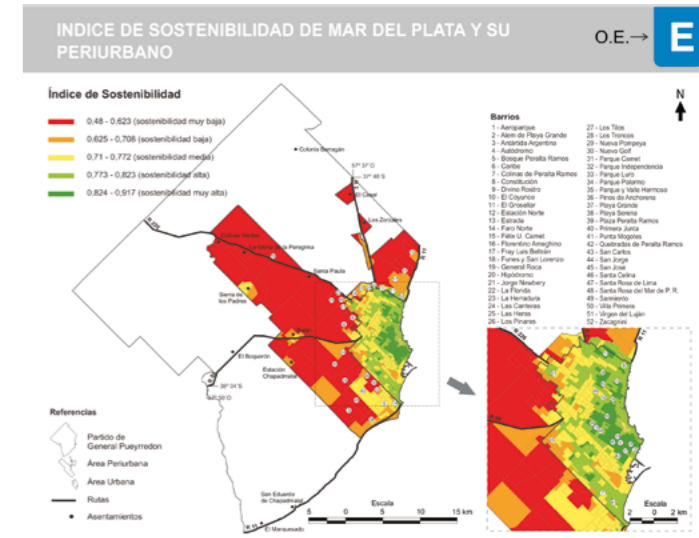 INDICE DE SOSTENIBILIDAD DE MAR DEL PLATA Y SU
PERIURBANO
O.E.→
E
Índice de Sostenibilidad
0,48 - 0,623 (sostenibilidad muy baja)
0,625 - 0,708 (sostenibilidad baja)
0,71 - 0,772 (sostenibilidad media)
0,773 - 0,823 (sostenibilidad alta)
0,824 - 0,917 (sostenibilidad muy alta)
N
Colonia Barragán
El Casal
Los Zorzales
La Gloria de la Peregrina
Santa Paula
Sierra de
los Padres
Batán
El Boquerón
Estación
Chapadmalal
San Eduardo
de Chapadmalal
El Marquesado
Barrios
1 - Aeroparque
2 - Alem de Playa Grande
3 - Antártida Argentina
4 - Autódromo
5 - Bosque Peralta Ramos
6 - Caribe
7 - Colinas de Peralta Ramos
8 - Constitución
9 - Divino Rostro
10 - El Cayunco
11 - El Grosellar
12 - Estación Norte
13 - Estrada
14 - Faro Norte
15 - Félix U. Camet
16 - Florentino Ameghino
17 - Fray Luis Beltrán
18 - Funes y San Lorenzo
19 - General Roca
20 - Hipódromo
21 - Jorge Newbery
22 - La Florida
23 - La Herradura
24 - Las Canteras
25 - Las Heras
26 - Los Pinares
27 - Los Tilos
28 - Los Troncos
29 - Nueva Pompeya
30 - Nuevo Golf
31 - Parque Camet
32 - Parque Independencia
33 - Parque Luro
34 - Parque Palermo
35 - Parque y Valle Hermoso
36 - Pinos de Anchorena
37 - Playa Grande
38 - Playa Serena
39 - Plaza Peralta Ramos
40 - Primera Junta
41 - Punta Mogotes
42 - Quebradas de Peralta Ramos
43 - San Carlos
44 - San Jorge
45 - San José
46 - Santa Celina
47 - Santa Rosa de Lima
48 - Santa Rosa del Mar de P. R.
49 - Sarmiento
50 - Villa Primera
51 - Virgen del Luján
52 - Zacagnini
Referencias
Partido de
General Pueyrredon
Área Periurbana
Área Urbana
Rutas
Asentamientos
Escala
5 0 5 10 15 km
Escala
2 0 2 km